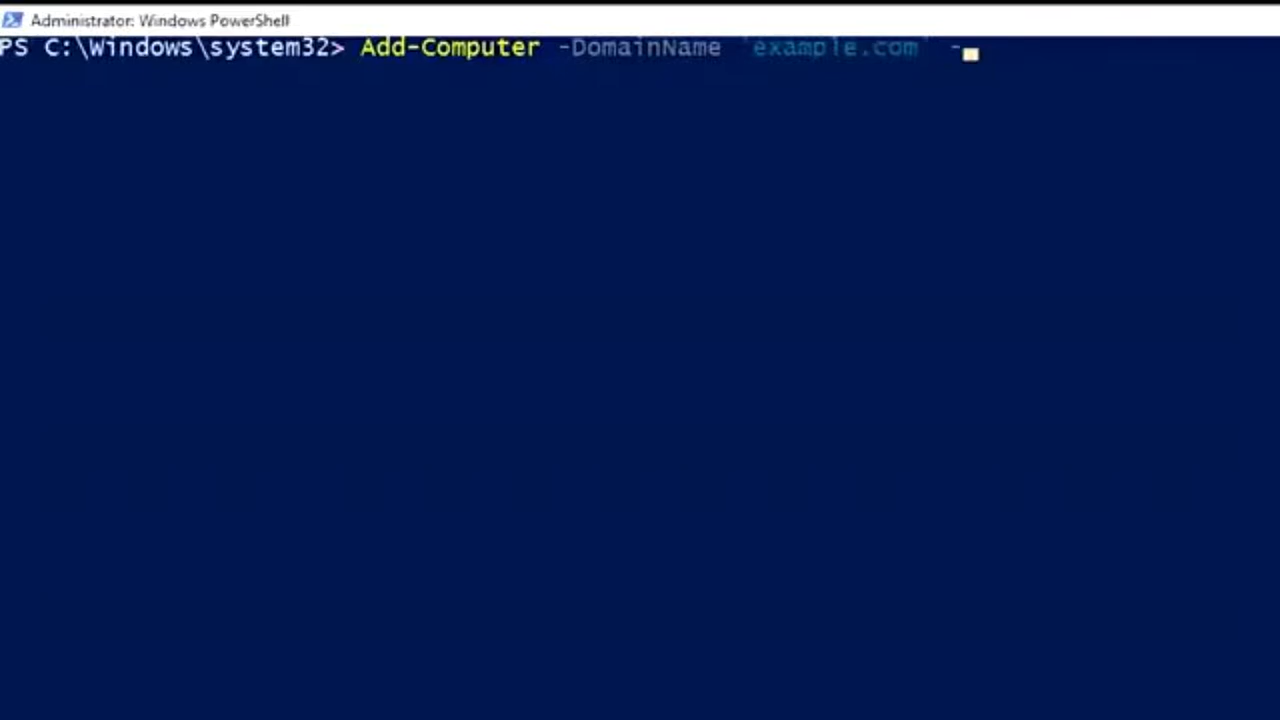 Administrator: Windows PowerShell
PS C:\Windows\system32> Add-Computer -DomainName "example.com" -